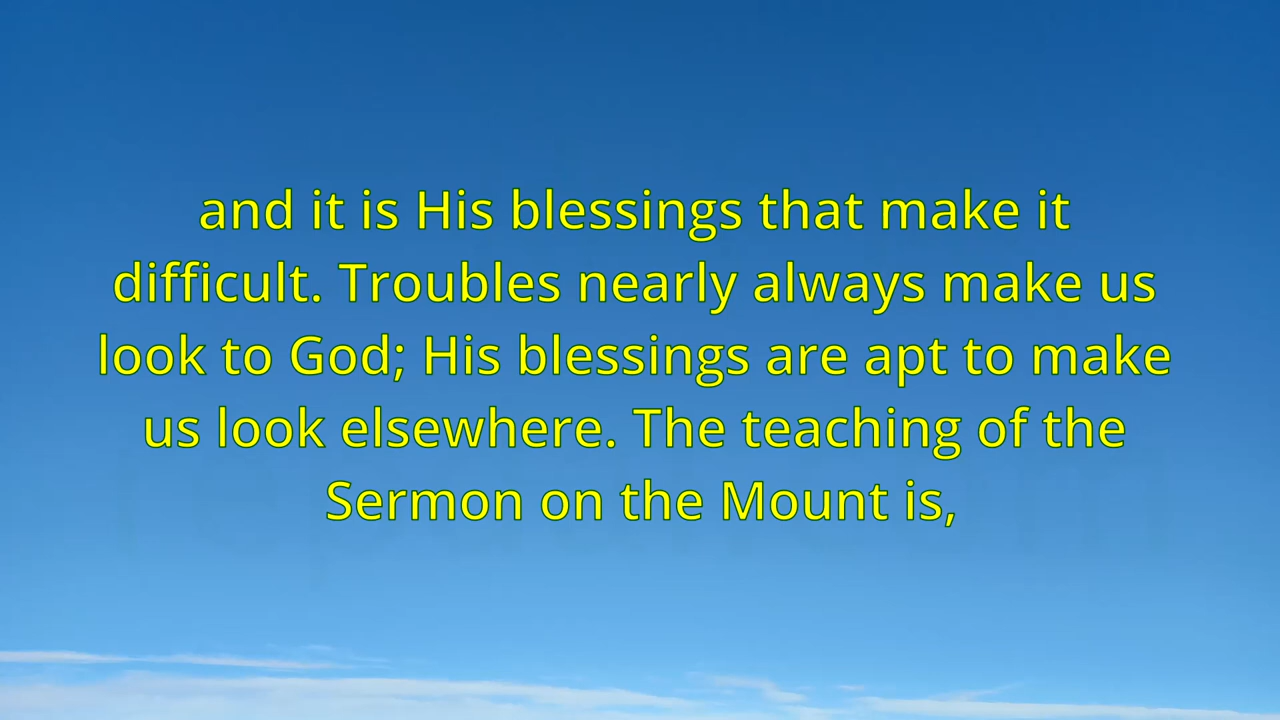 and it is His blessings that make it
difficult. Troubles nearly always make us
look to God; His blessings are apt to make
us look elsewhere. The teaching of the
Sermon on the Mount is,